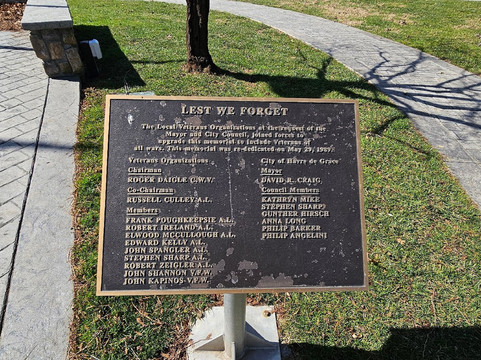 LEST WE FORGET
The Local Veterans Organizations at the request of the
Mayor and City Council, joined forces to
upgrade this memorial to include Veterans of
all wars. This memorial was re-dedicated on May 29, 1987.
Veterans Organizations
Chairman
ROGER DAIGLE V.W.V.
Co-Chairman
RUSSELL CULLEY A.L.
Members
FRANK POUGHKEEPSIE A.L.
ROBERT IRELAND A.L.
ELWOOD MCCULLOUGH A.L.
EDWARD KELLY A.L.
JOHN SPANGLER A.L.
STEPHEN SHARP A.L.
ROBERT ZEIGLER A.L.
JOHN SHANNON V.F.W.
JOHN KAPINOS V.F.W.
City of Havre de Grace
Mayor
DAVID R. CRAIG
Council Members
KATHRYN MIKE
STEPHEN SHARP
GUNTHER HIRSCH
ANNA LONG
PHILIP BARKER
PHILIP ANGELINI